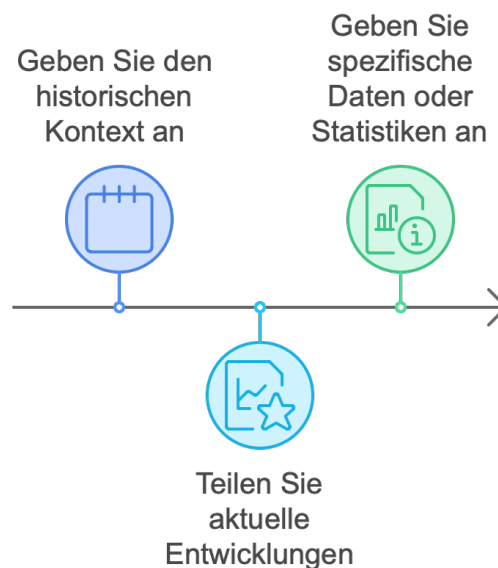 Geben Sie den
historischen
Kontext an
Geben Sie
spezifische
Daten oder
Statistiken an
Teilen Sie
aktuelle
Entwicklungen